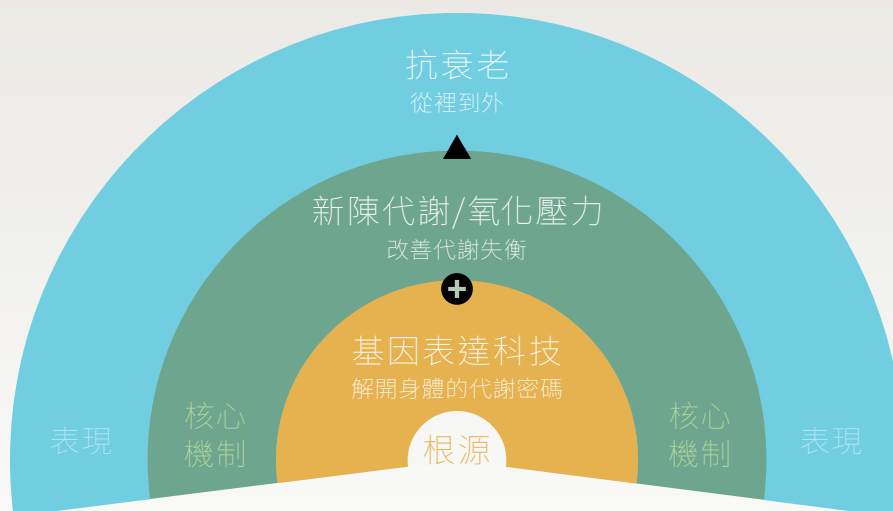 抗衰老
從裡到外
新陳代謝/氧化壓力
改善代謝失衡
基因表達科技
解開身體的代謝密碼
根源
核心
機制
核心
機制
表現
表現